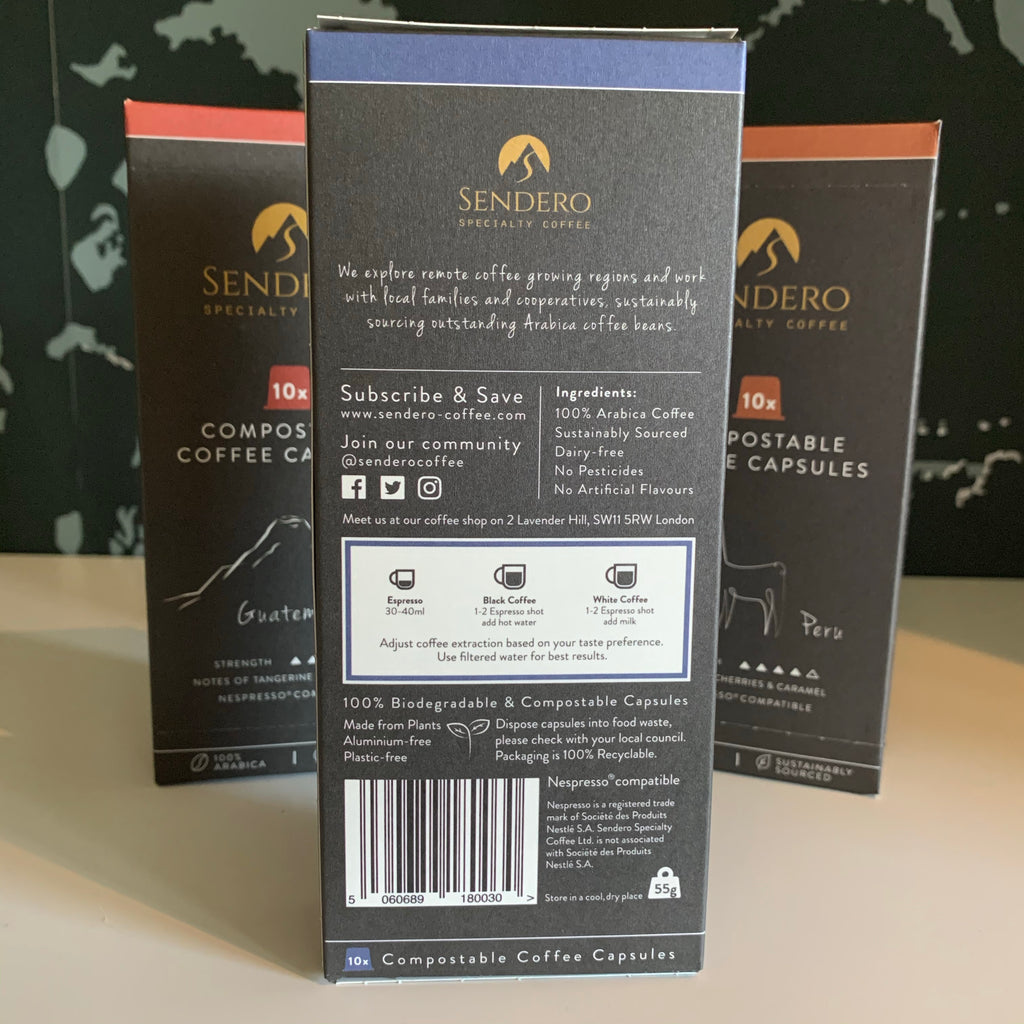 SENDERO
SPECIALTY COFFEE
We explore remote coffee growing regions and work
with local families and cooperatives, sustainably
sourcing outstanding Arabica coffee beans.
Subscribe & Save
www.sendero-coffee.com
Join our community
@senderocoffee
Ingredients:
100% Arabica Coffee
Sustainably Sourced
Dairy-free
No Pesticides
No Artificial Flavours
Meet us at our coffee shop on 2 Lavender Hill, SW11 5RW London
Espresso
30-40ml
Black Coffee
1-2 Espresso shot
add hot water
White Coffee
1-2 Espresso shot
add milk
Adjust coffee extraction based on your taste preference.
Use filtered water for best results.
100% Biodegradable & Compostable Capsules
Made from Plants
Aluminium-free
Plastic-free
Dispose capsules into food waste,
please check with your local council.
Packaging is 100% Recyclable.
Nespresso® compatible
Nespresso is a registered trade
mark of Société des Produits
Nestlé S.A. Sendero Specialty
Coffee Ltd. is not associated
with Société des Produits
Nestlé S.A.
Store in a cool, dry place
55g
5 060689 180030 >
10x Compostable Coffee Capsules
SENDE
SPECIALTY
10x
COMPOS
COFFEE CA
Guatem
STRENGTH
NOTES OF TANGERINE
NESPRESSO® CO
100%
ARABICA
NDERO
ALTY COFFEE
10x
POSTABLE
E CAPSULES
Peru
CHERRIES & CARAMEL
SO® COMPATIBLE
SUSTAINABLY
SOURCED